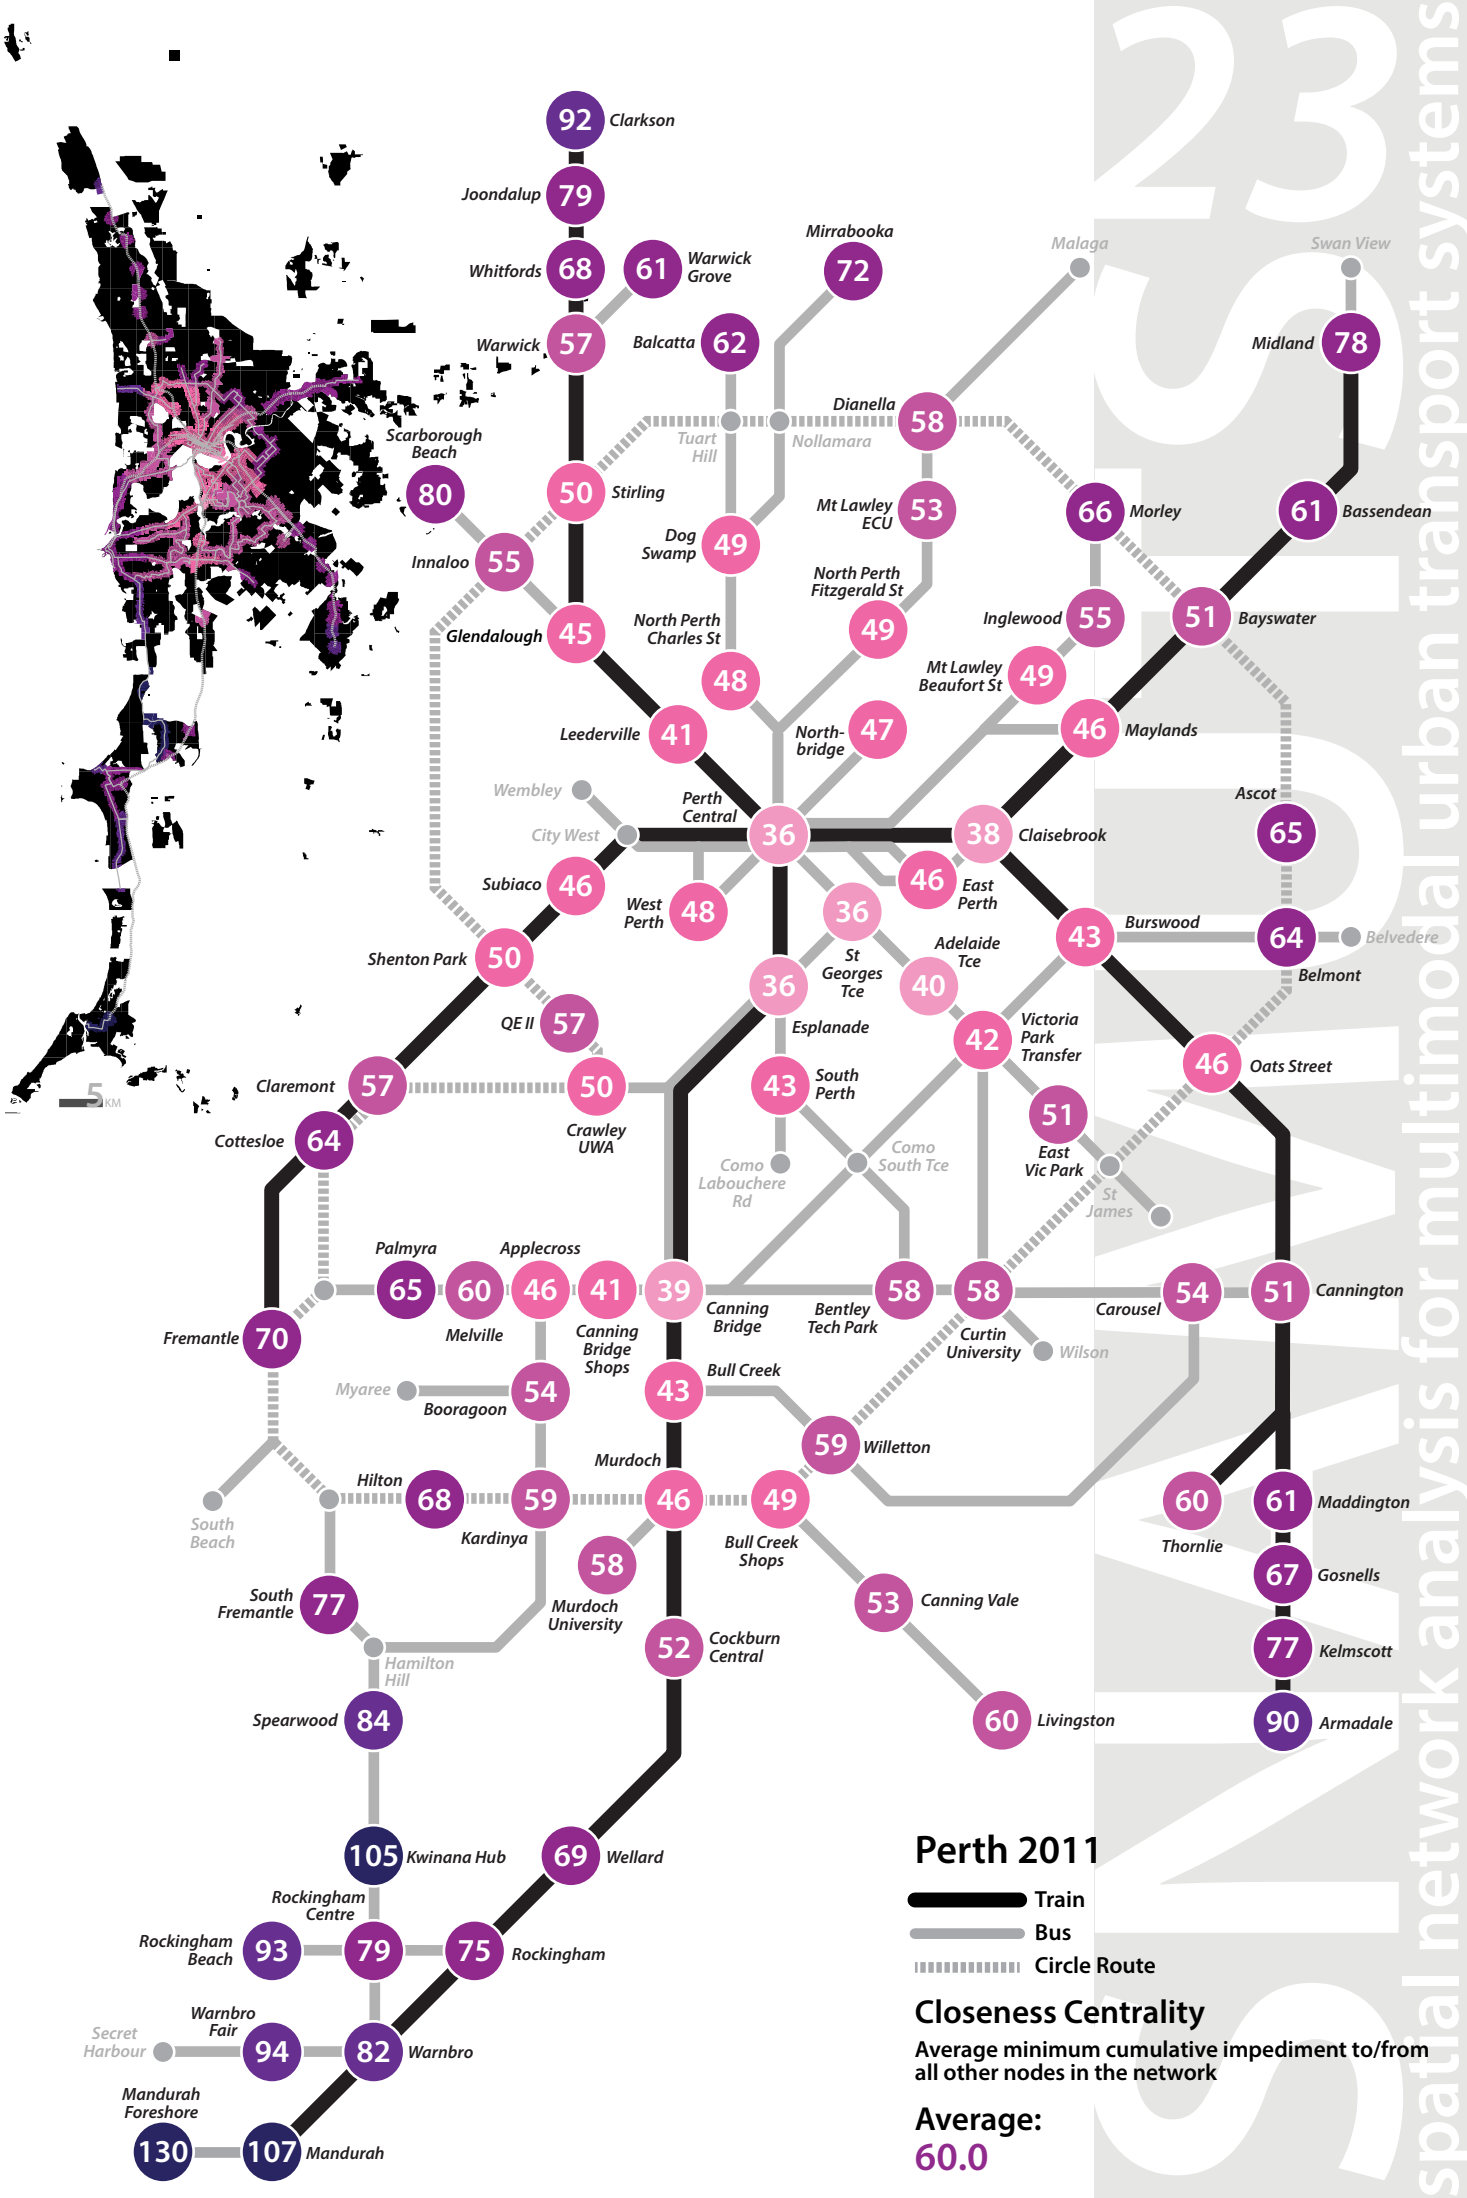 23
SNAMUTS
spatial network analysis for multimodal urban transport systems
92
Clarkson
Joondalup
79
Whitfords
68
61
Warwick
Grove
Mirrabooka
72
Malaga
Swan View
Warwick
57
Balcatta
62
Midland
78
Scarborough
Beach
80
Tuart
Hill
Nollamara
Dianella
58
50
Stirling
Mt Lawley
ECU
53
66
Morley
61
Bassendean
Innaloo
55
Dog
Swamp
49
North Perth
Fitzgerald St
49
Inglewood
55
51
Bayswater
Glendalough
45
North Perth
Charles St
48
Mt Lawley
Beaufort St
49
Leederville
41
North-
bridge
47
46
Maylands
Wembley
City West
Perth
Central
36
38
Claisebrook
Ascot
65
Subiaco
46
West
Perth
48
36
St
Georges
Tce
46
East
Perth
Shenton Park
50
Adelaide
Tce
40
43
Burswood
64
Belmont
Belvedere
QE II
57
36
Esplanade
42
Victoria
Park
Transfer
46
Oats Street
5 KM
Claremont
57
50
Crawley
UWA
43
South
Perth
51
East
Vic Park
Cottesloe
64
Como
Labouchere
Rd
Como
South Tce
St
James
Palmyra
65
60
Melville
Applecross
46
41
Canning
Bridge
Shops
39
Canning
Bridge
58
Bentley
Tech Park
58
Curtin
University
Wilson
54
Carousel
51
Cannington
Fremantle
70
Myaree
54
Booragoon
43
Bull Creek
59
Willetton
South
Beach
Hilton
68
59
Kardinya
Murdoch
46
49
Bull Creek
Shops
60
Thornlie
61
Maddington
58
Murdoch
University
67
Gosnells
South
Fremantle
77
53
Canning Vale
Hamilton
Hill
52
Cockburn
Central
77
Kelmscott
Spearwood
84
60
Livingston
90
Armadale
105
Kwinana Hub
69
Wellard
Rockingham
Centre
Rockingham
Beach
93
79
75
Rockingham
Secret
Harbour
Warnbro
Fair
94
82
Warnbro
Mandurah
Foreshore
130
107
Mandurah
Perth 2011
Train
Bus
Circle Route
Closeness Centrality
Average minimum cumulative impediment to/from
all other nodes in the network
Average:
60.0